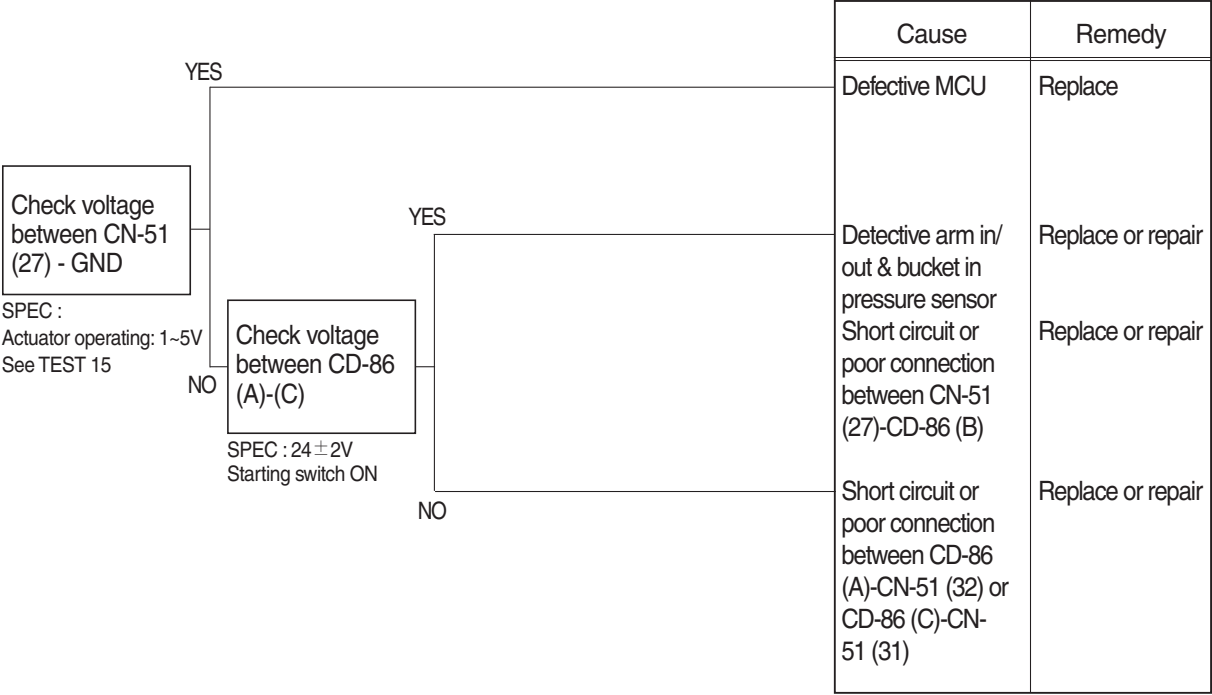 Cause
Remedy
YES
Defective MCU
Replace
Check voltage
between CN-51
(27) - GND
SPEC :
Actuator operating: 1~5V
See TEST 15
YES
Detective arm in/
out & bucket in
pressure sensor
Replace or repair
Short circuit or
poor connection
between CN-51
(27)-CD-86 (B)
Replace or repair
NO
Check voltage
between CD-86
(A)-(C)
SPEC : 24±2V
Starting switch ON
NO
Short circuit or
poor connection
between CD-86
(A)-CN-51 (32) or
CD-86 (C)-CN-
51 (31)
Replace or repair